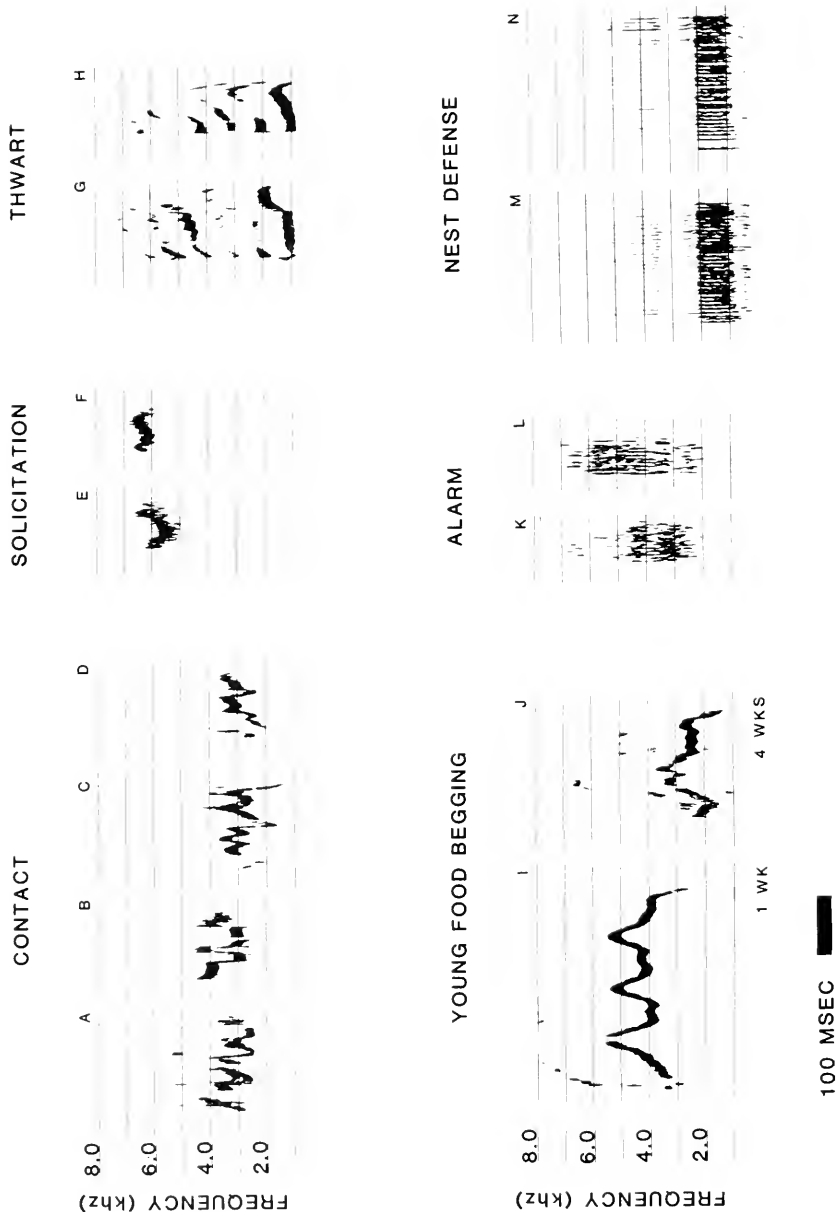 CONTACT
SOLICITATION
THWART
A
B
C
D
E
F
G
H
8.0
6.0
4.0
2.0
FREQUENCY (khz)
YOUNG FOOD BEGGING
ALARM
NEST DEFENSE
I
J
K
L
M
N
8.0
6.0
4.0
2.0
FREQUENCY (khz)
1 WK
4 WKS
100 MSEC